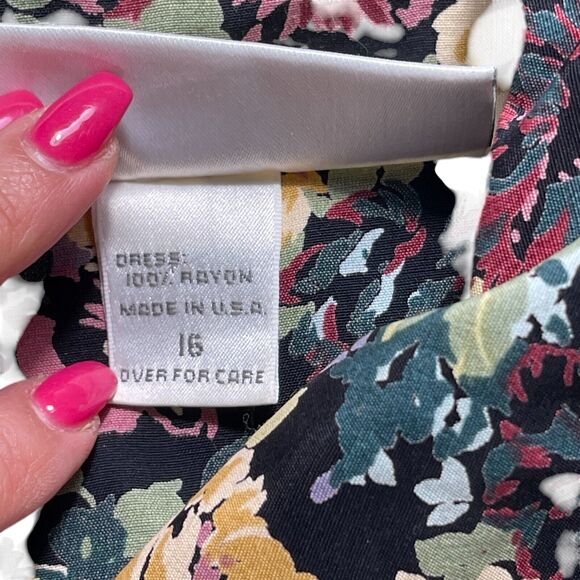 DRESS:
100% RAYON
MADE IN U.S.A.
16
OVER FOR CARE